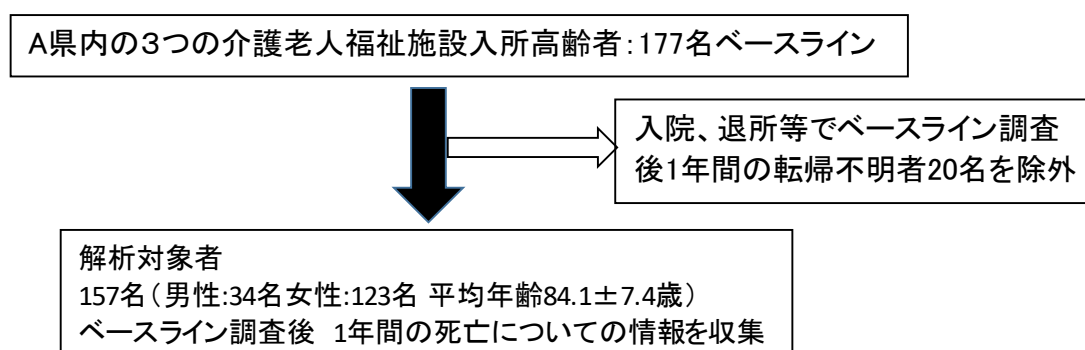 A県内の３つの介護老人福祉施設入所高齢者：177名ベースライン
入院、退所等でベースライン調査
後1年間の転帰不明者20名を除外
解析対象者
157名（男性:34名女性:123名 平均年齢84.1±7.4歳）
ベースライン調査後　1年間の死亡についての情報を収集